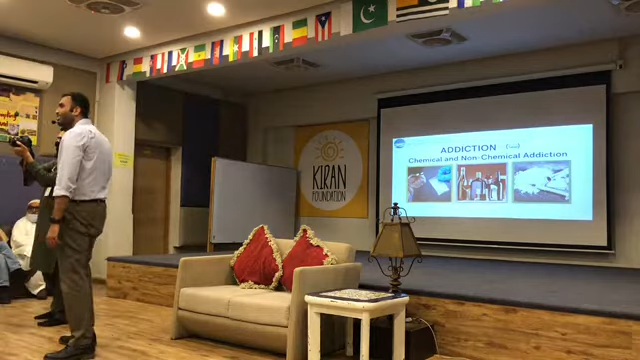 KIRAN
FOUNDATION
ADDICTION
Chemical and Non-Chemical Addiction